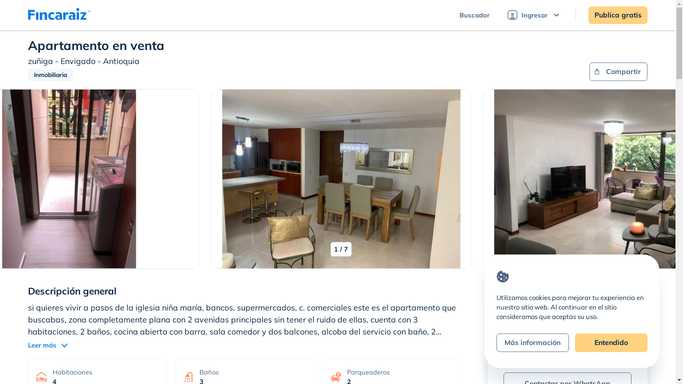 Fincaraiz
Buscador
Ingresar
Publica gratis
Apartamento en venta
zuñiga - Envigado - Antioquia
Inmobiliaria
Compartir
1 / 7
Descripción general
si quieres vivir a pasos de la iglesia niña maría, bancos, supermercados, c. comerciales este es el apartamento que
buscabas, zona completamente plana con 2 avenidas principales sin tener el ruido de ellas, cuenta con 3
habitaciones, 2 baños, cocina abierta con barra, sala comedor y dos balcones, alcoba del servicio con baño, 2...
Leer más
Habitaciones
4
Baños
3
Parqueaderos
2
Utilizamos cookies para mejorar tu experiencia en
nuestro sitio web. Al continuar en el sitio
consideramos que aceptas su uso.
Más información
Entendido
Contactar por WhatsApp